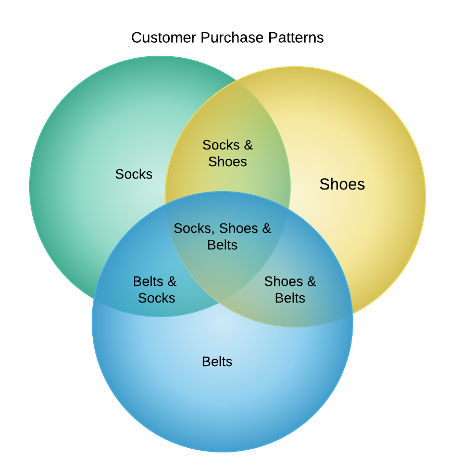 Customer Purchase Patterns
Socks &
Shoes
Socks
Shoes
Socks, Shoes &
Belts
Belts &
Socks
Shoes &
Belts
Belts